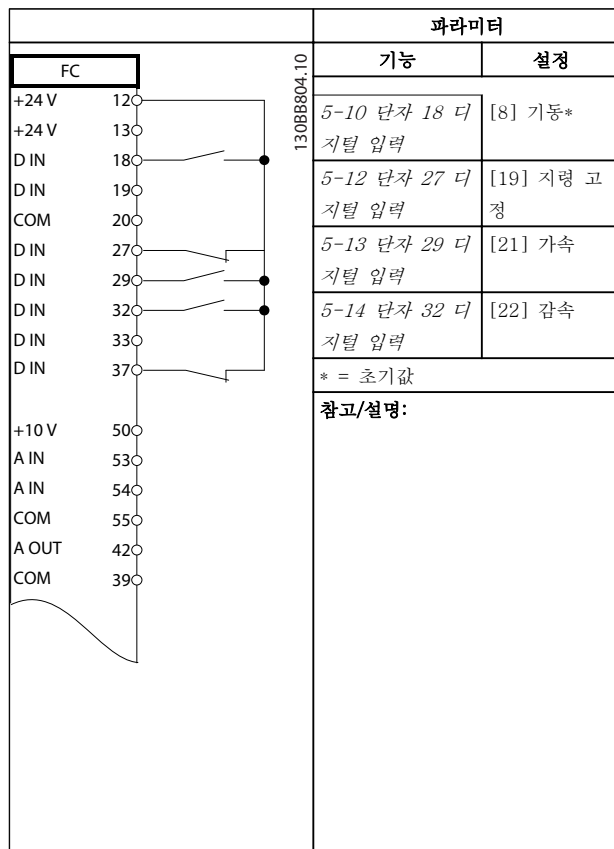 FC
+24 V 12
+24 V 13
D IN 18
D IN 19
COM 20
D IN 27
D IN 29
D IN 32
D IN 33
D IN 37
+10 V 50
A IN 53
A IN 54
COM 55
A OUT 42
COM 39
130BB804.10
파라미터
기능 설정
5-10 단자 18 디 [8] 기동*
지털 입력
5-12 단자 27 디 [19] 지령 고
지털 입력 정
5-13 단자 29 디 [21] 가속
지털 입력
5-14 단자 32 디 [22] 감속
지털 입력
* = 초기값
참고/설명: